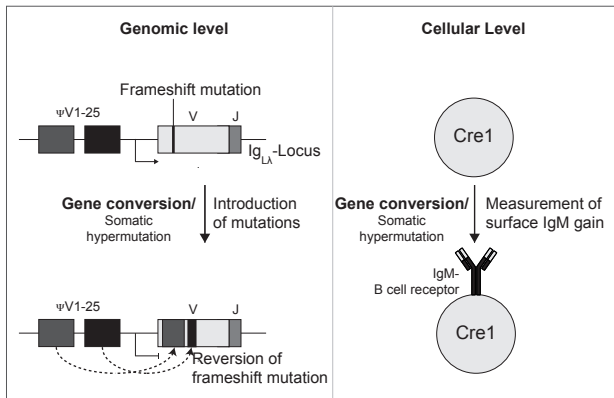 Genomic level
Frameshift mutation
ΨV1-25
V
J
Ig_Lλ-Locus
Gene conversion/
Somatic
hypermutation
Introduction
of mutations
ΨV1-25
V
J
Reversion of
frameshift mutation
Cellular Level
Cre1
Gene conversion/
Somatic
hypermutation
Measurement of
surface IgM gain
IgM-
B cell receptor
Cre1